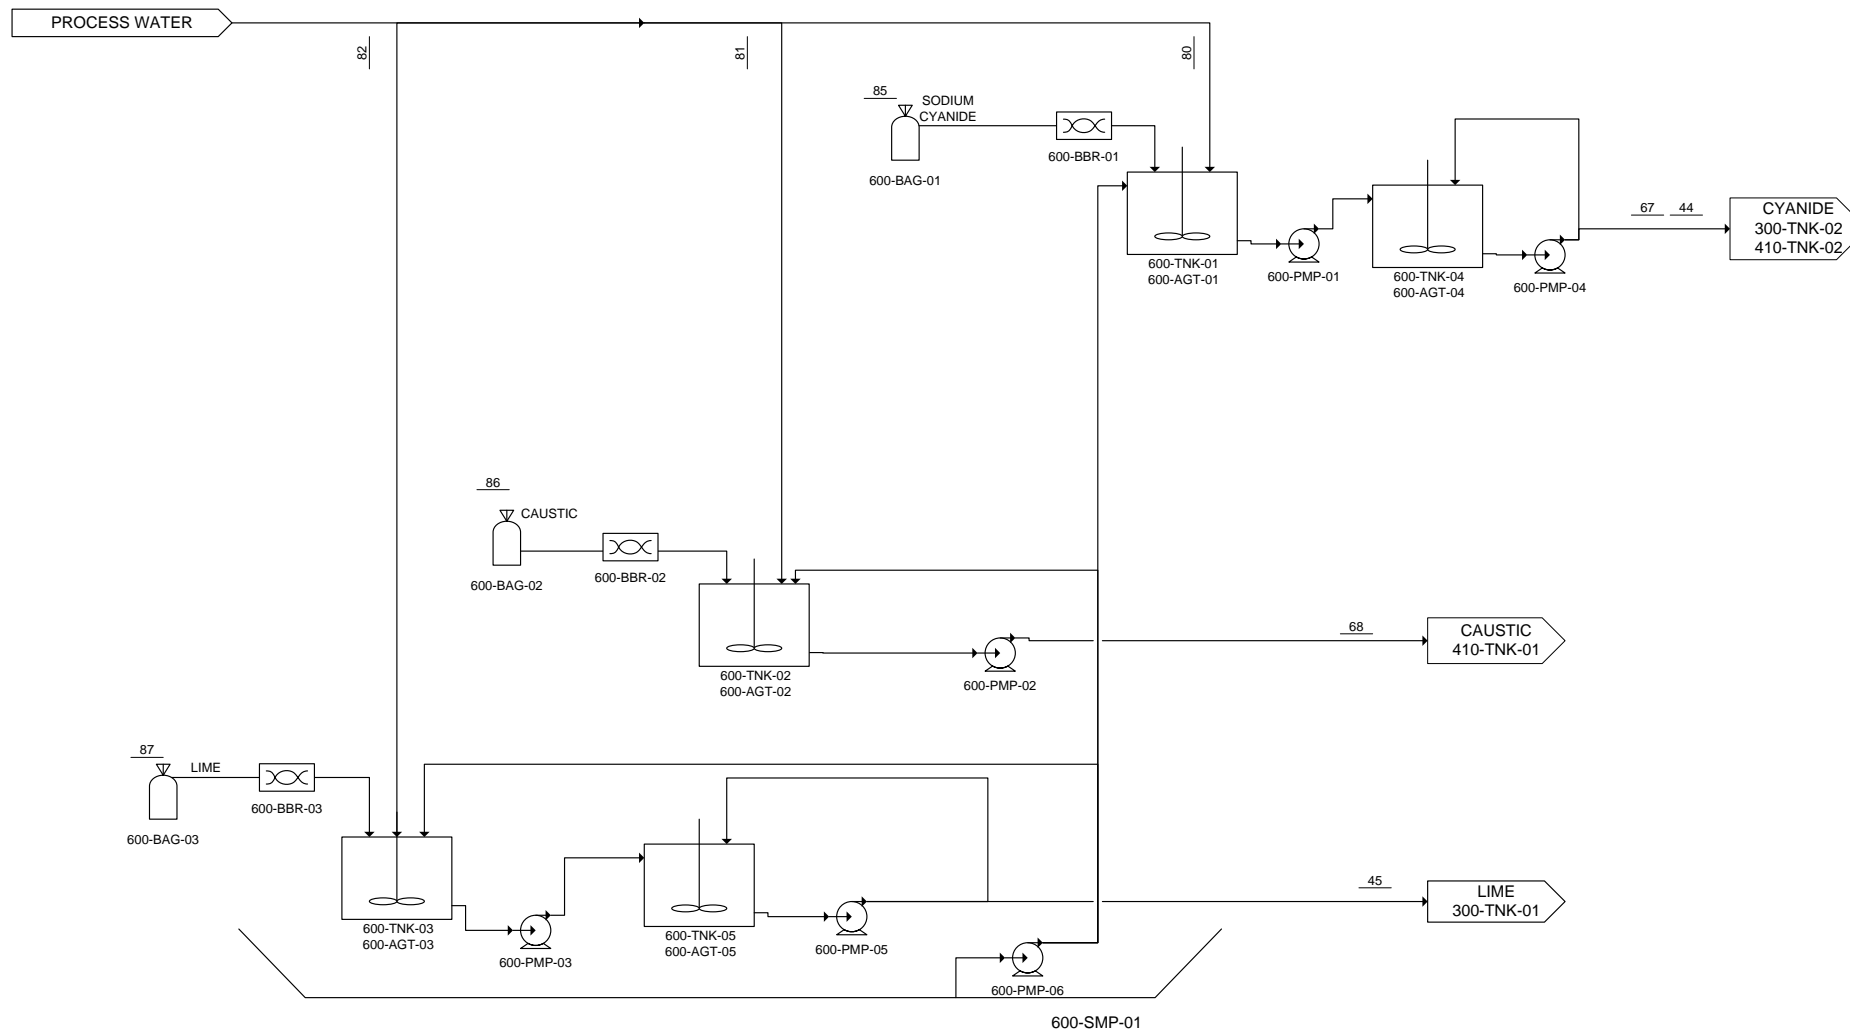 PROCESS WATER
82
81
80
85
SODIUM
CYANIDE
600-BAG-01
600-BBR-01
600-TNK-01
600-AGT-01
600-PMP-01
600-TNK-04
600-AGT-04
600-PMP-04
67
44
CYANIDE
300-TNK-02
410-TNK-02
86
CAUSTIC
600-BAG-02
600-BBR-02
600-TNK-02
600-AGT-02
600-PMP-02
68
CAUSTIC
410-TNK-01
87
LIME
600-BAG-03
600-BBR-03
600-TNK-03
600-AGT-03
600-PMP-03
600-TNK-05
600-AGT-05
600-PMP-05
45
LIME
300-TNK-01
600-PMP-06
600-SMP-01